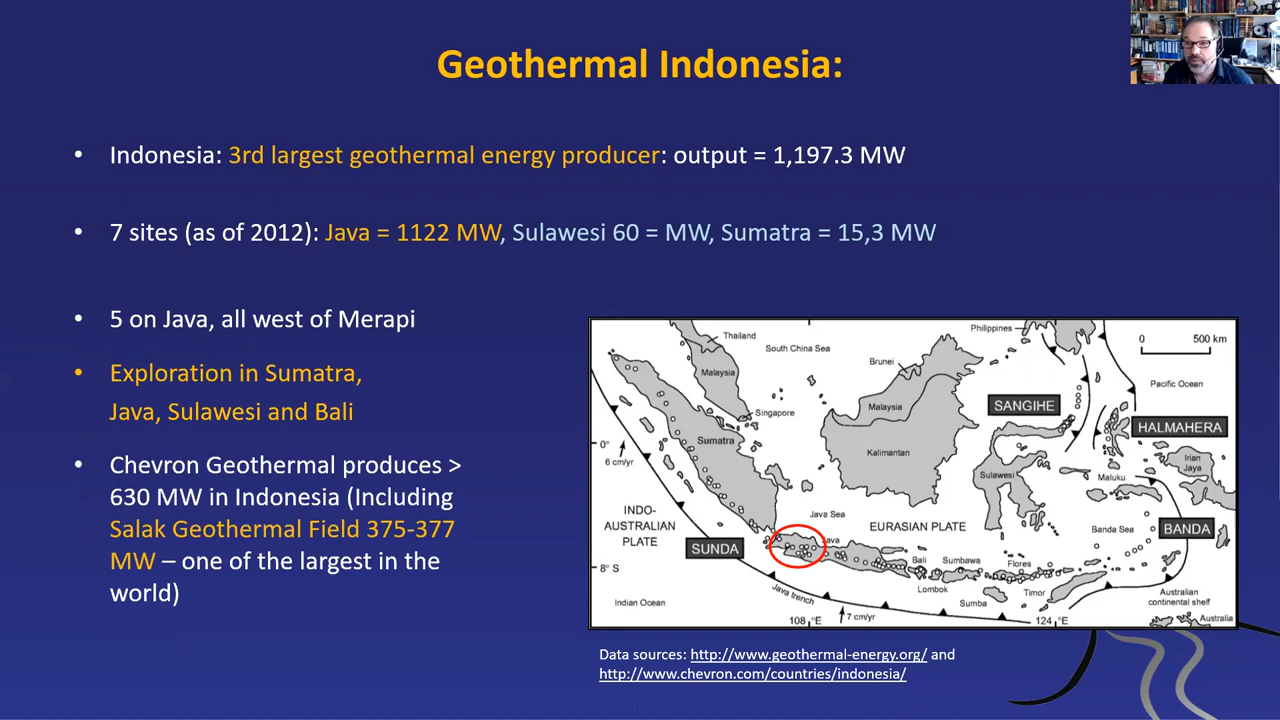 Geothermal Indonesia:
• Indonesia: 3rd largest geothermal energy producer: output = 1,197.3 MW
• 7 sites (as of 2012): Java = 1122 MW, Sulawesi 60 = MW, Sumatra = 15,3 MW
• 5 on Java, all west of Merapi
• Exploration in Sumatra,
Java, Sulawesi and Bali
• Chevron Geothermal produces >
630 MW in Indonesia (Including
Salak Geothermal Field 375-377
MW – one of the largest in the
world)
Philippines
Thailand
South China Sea
0 500 km
Brunei
Malaysia
Pacific Ocean
Malaysia
SANGIHE
Singapore
HALMAHERA
Sumatra
0°
Kalimantan
Irian
Jaya
6 cm/yr
Sulawesi
Maluku
INDO-
AUSTRALIAN
PLATE
Java Sea
EURASIAN PLATE
Banda Sea
BANDA
Java
SUNDA
Bali
Sumbawa
Flores
8° S
Lombok
Timor
Java trench
Sumba
Australian
continental shelf
Indian Ocean
7 cm/yr
108 °E
124 °E
Australia
Data sources: http://www.geothermal-energy.org/ and
http://www.chevron.com/countries/indonesia/